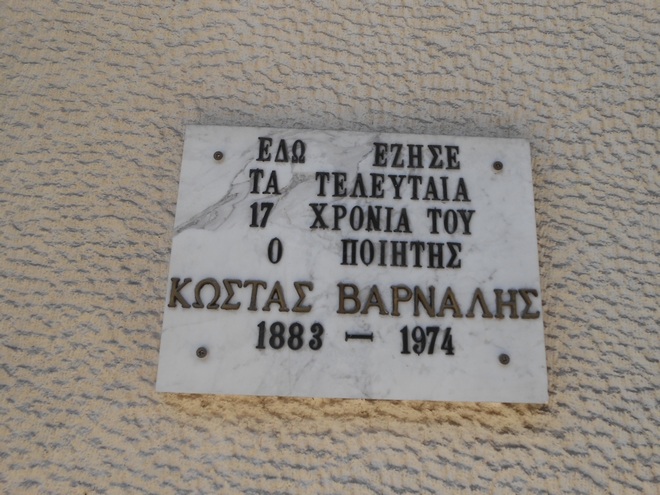 ΕΔΩ ΕΖΗΣΕ
ΤΑ ΤΕΛΕΥΤΑΙΑ
17 ΧΡΟΝΙΑ ΤΟΥ
Ο ΠΟΙΗΤΗΣ
ΚΩΣΤΑΣ ΒΑΡΝΑΛΗΣ
1883 – 1974